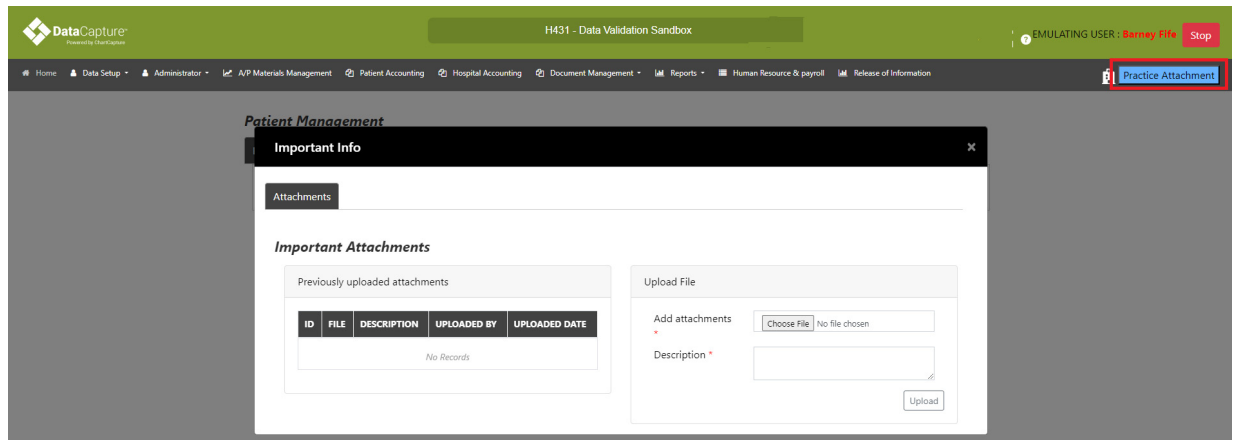 DataCapture
Powered by ChartCapture
H431 - Data Validation Sandbox
EMULATING USER : Barney Fife
Stop
Home Data Setup Administrator A/P Materials Management Patient Accounting Hospital Accounting Document Management Reports Human Resource & payroll Release of Information
Practice Attachment
Patient Management
Important Info
Attachments
Important Attachments
Previously uploaded attachments
ID FILE DESCRIPTION UPLOADED BY UPLOADED DATE
No Records
Upload File
Add attachments
*
Choose File No file chosen
Description *
Upload